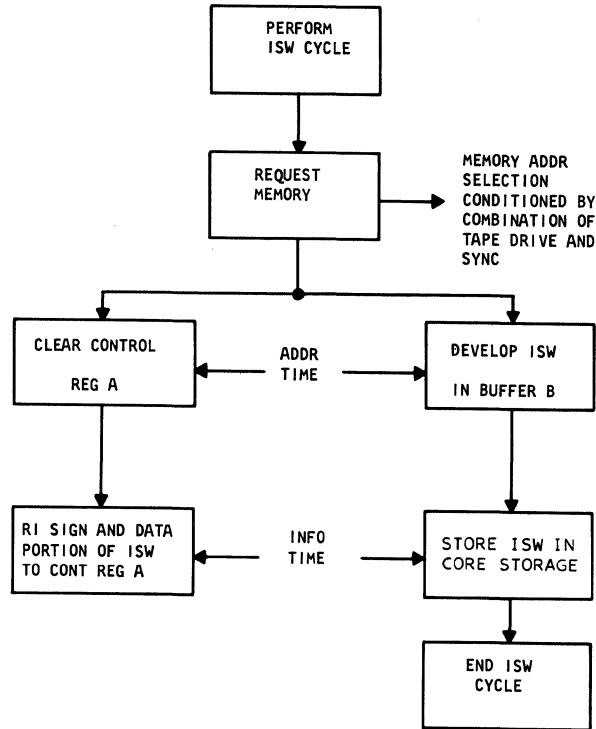 PERFORM
ISW CYCLE
REQUEST
MEMORY
MEMORY ADDR
SELECTION
CONDITIONED BY
COMBINATION OF
TAPE DRIVE AND
SYNC
CLEAR CONTROL
REG A
ADDR
TIME
DEVELOP ISW
IN BUFFER B
RI SIGN AND DATA
PORTION OF ISW
TO CONT REG A
INFO
TIME
STORE ISW IN
CORE STORAGE
END ISW
CYCLE